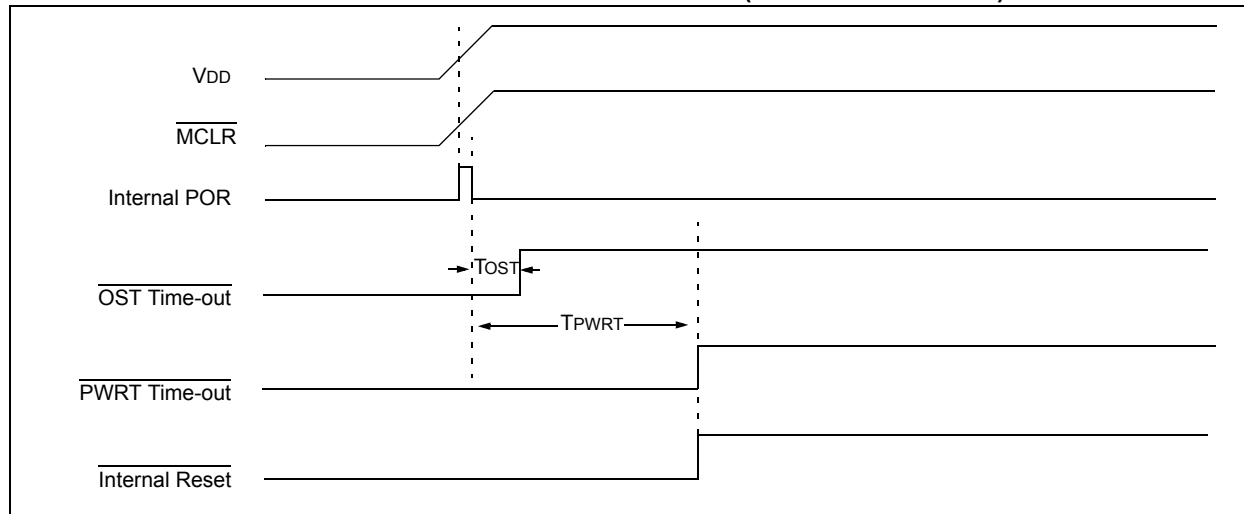 VDD
MCLR
Internal POR
TOST
OST Time-out
TPWRT
PWRT Time-out
Internal Reset